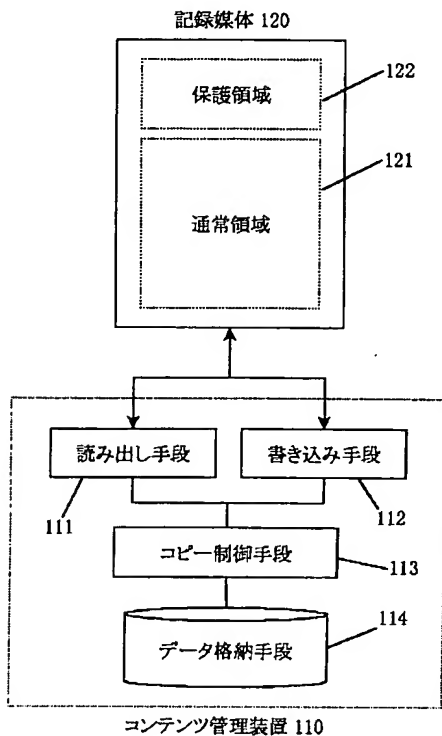 記録媒体 120
保護領域
122
121
通常領域
読み出し手段
書き込み手段
111
112
コピー制御手段
113
114
データ格納手段
コンテンツ管理装置 110